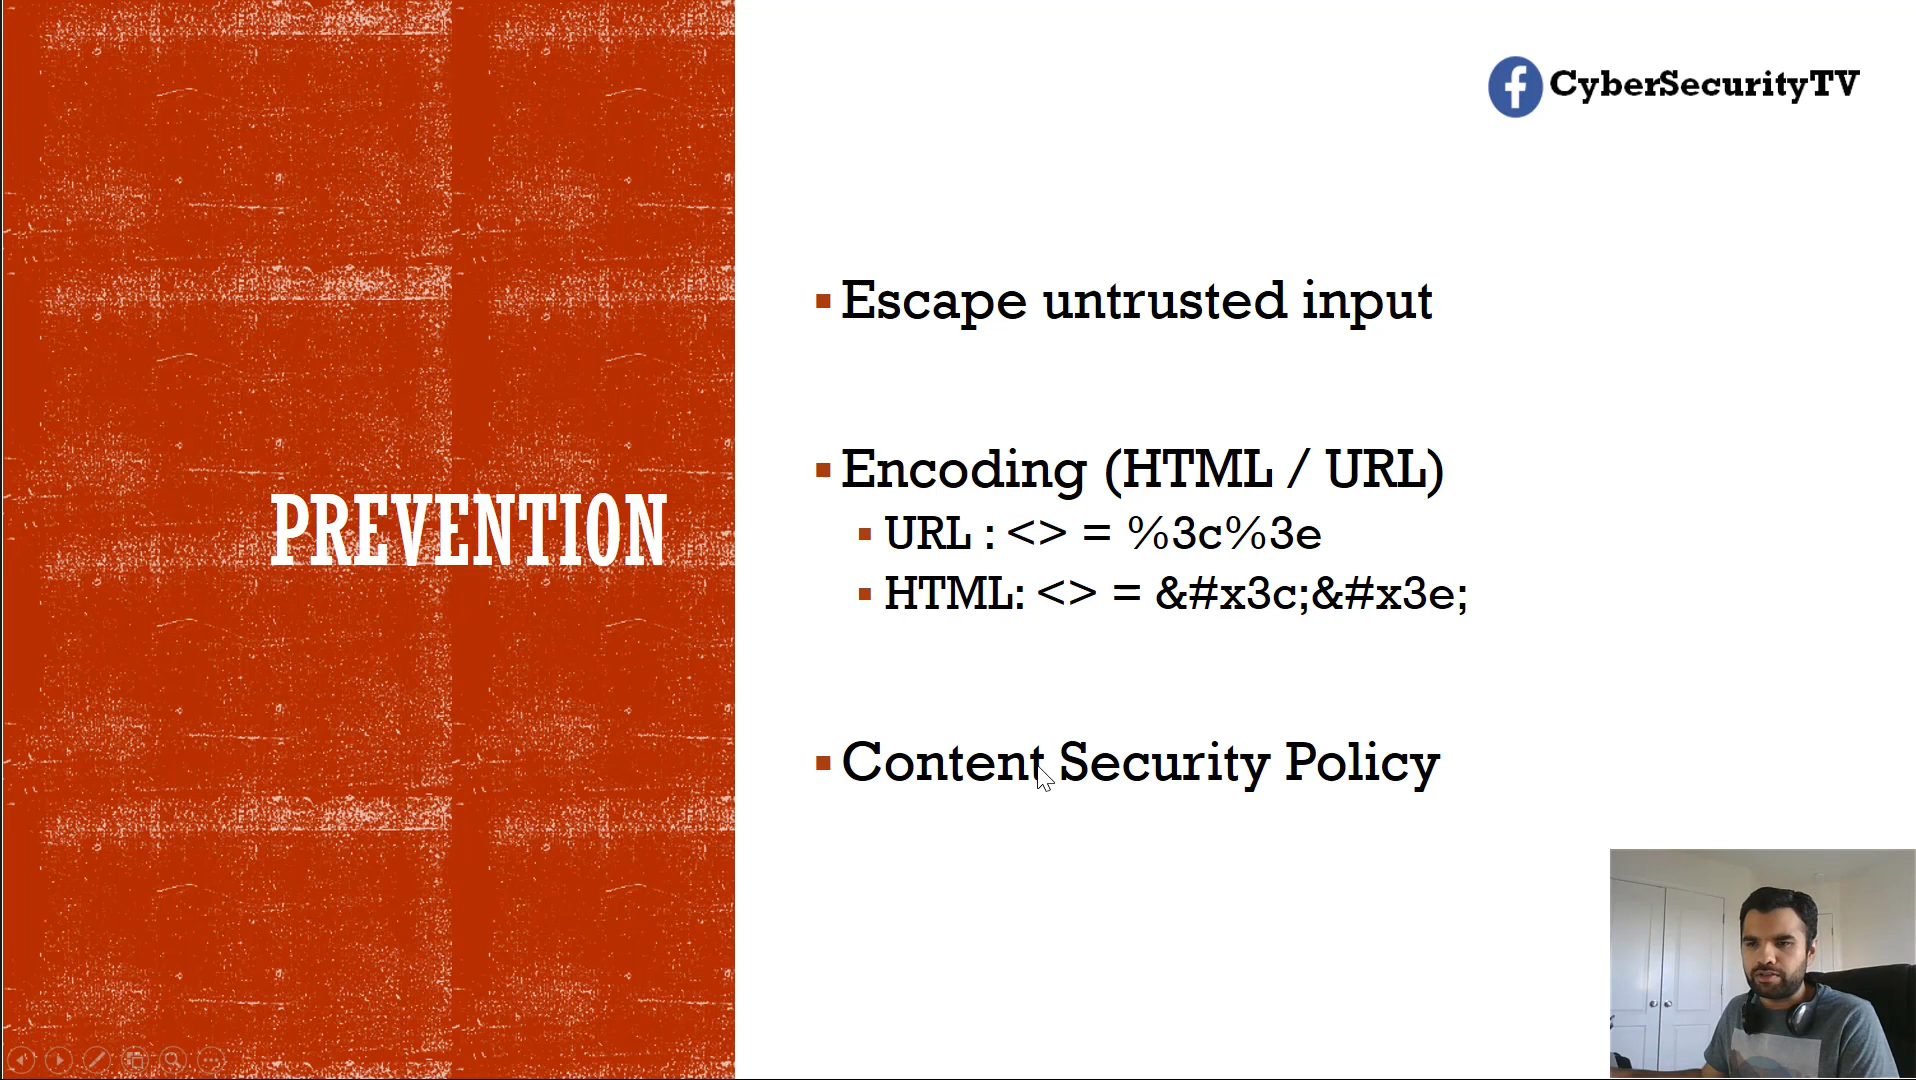 CyberSecurityTV
PREVENTION
Escape untrusted input
Encoding (HTML / URL)
URL : <> = %3c%3e
HTML: <> = &#x3c;&#x3e;
Content Security Policy